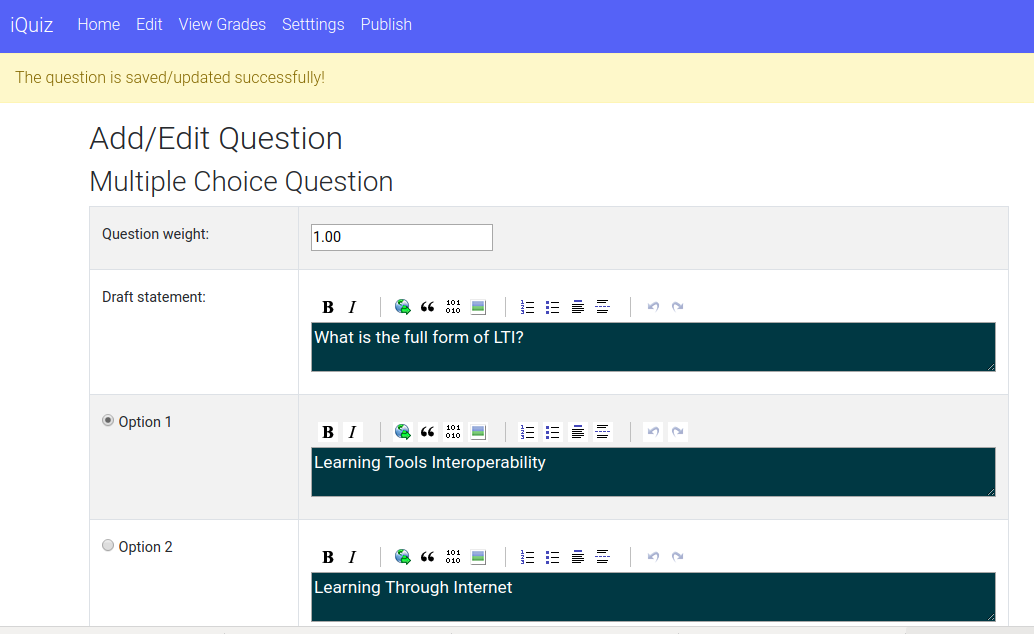 iQuiz Home Edit View Grades Setttings Publish
The question is saved/updated successfully!
Add/Edit Question
Multiple Choice Question
Question weight: 1.00
Draft statement:
B I “ 101 010
What is the full form of LTI?
Option 1
B I “ 101 010
Learning Tools Interoperability
Option 2
B I “ 101 010
Learning Through Internet